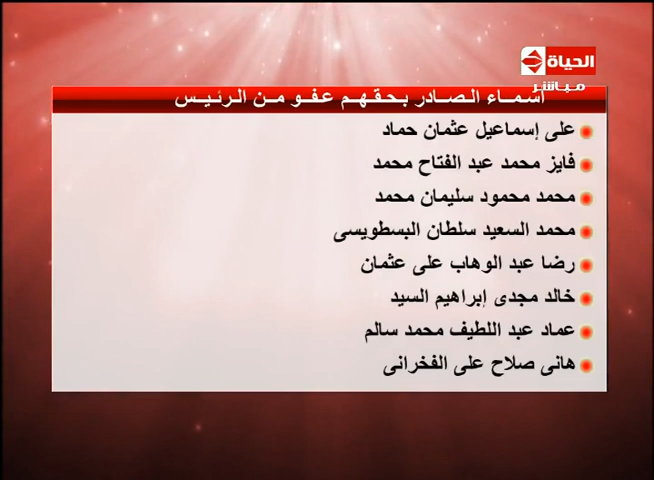 الحياة
مباشر
أسماء الصادر بحقهم عفو من الرئيس
على إسماعيل عثمان حماد
فايز محمد عبد الفتاح محمد
محمد محمود سليمان محمد
محمد السعيد سلطان البسطويسى
رضا عبد الوهاب على عثمان
خالد مجدى إبراهيم السيد
عماد عبد اللطيف محمد سالم
هانى صلاح على الفخرانى